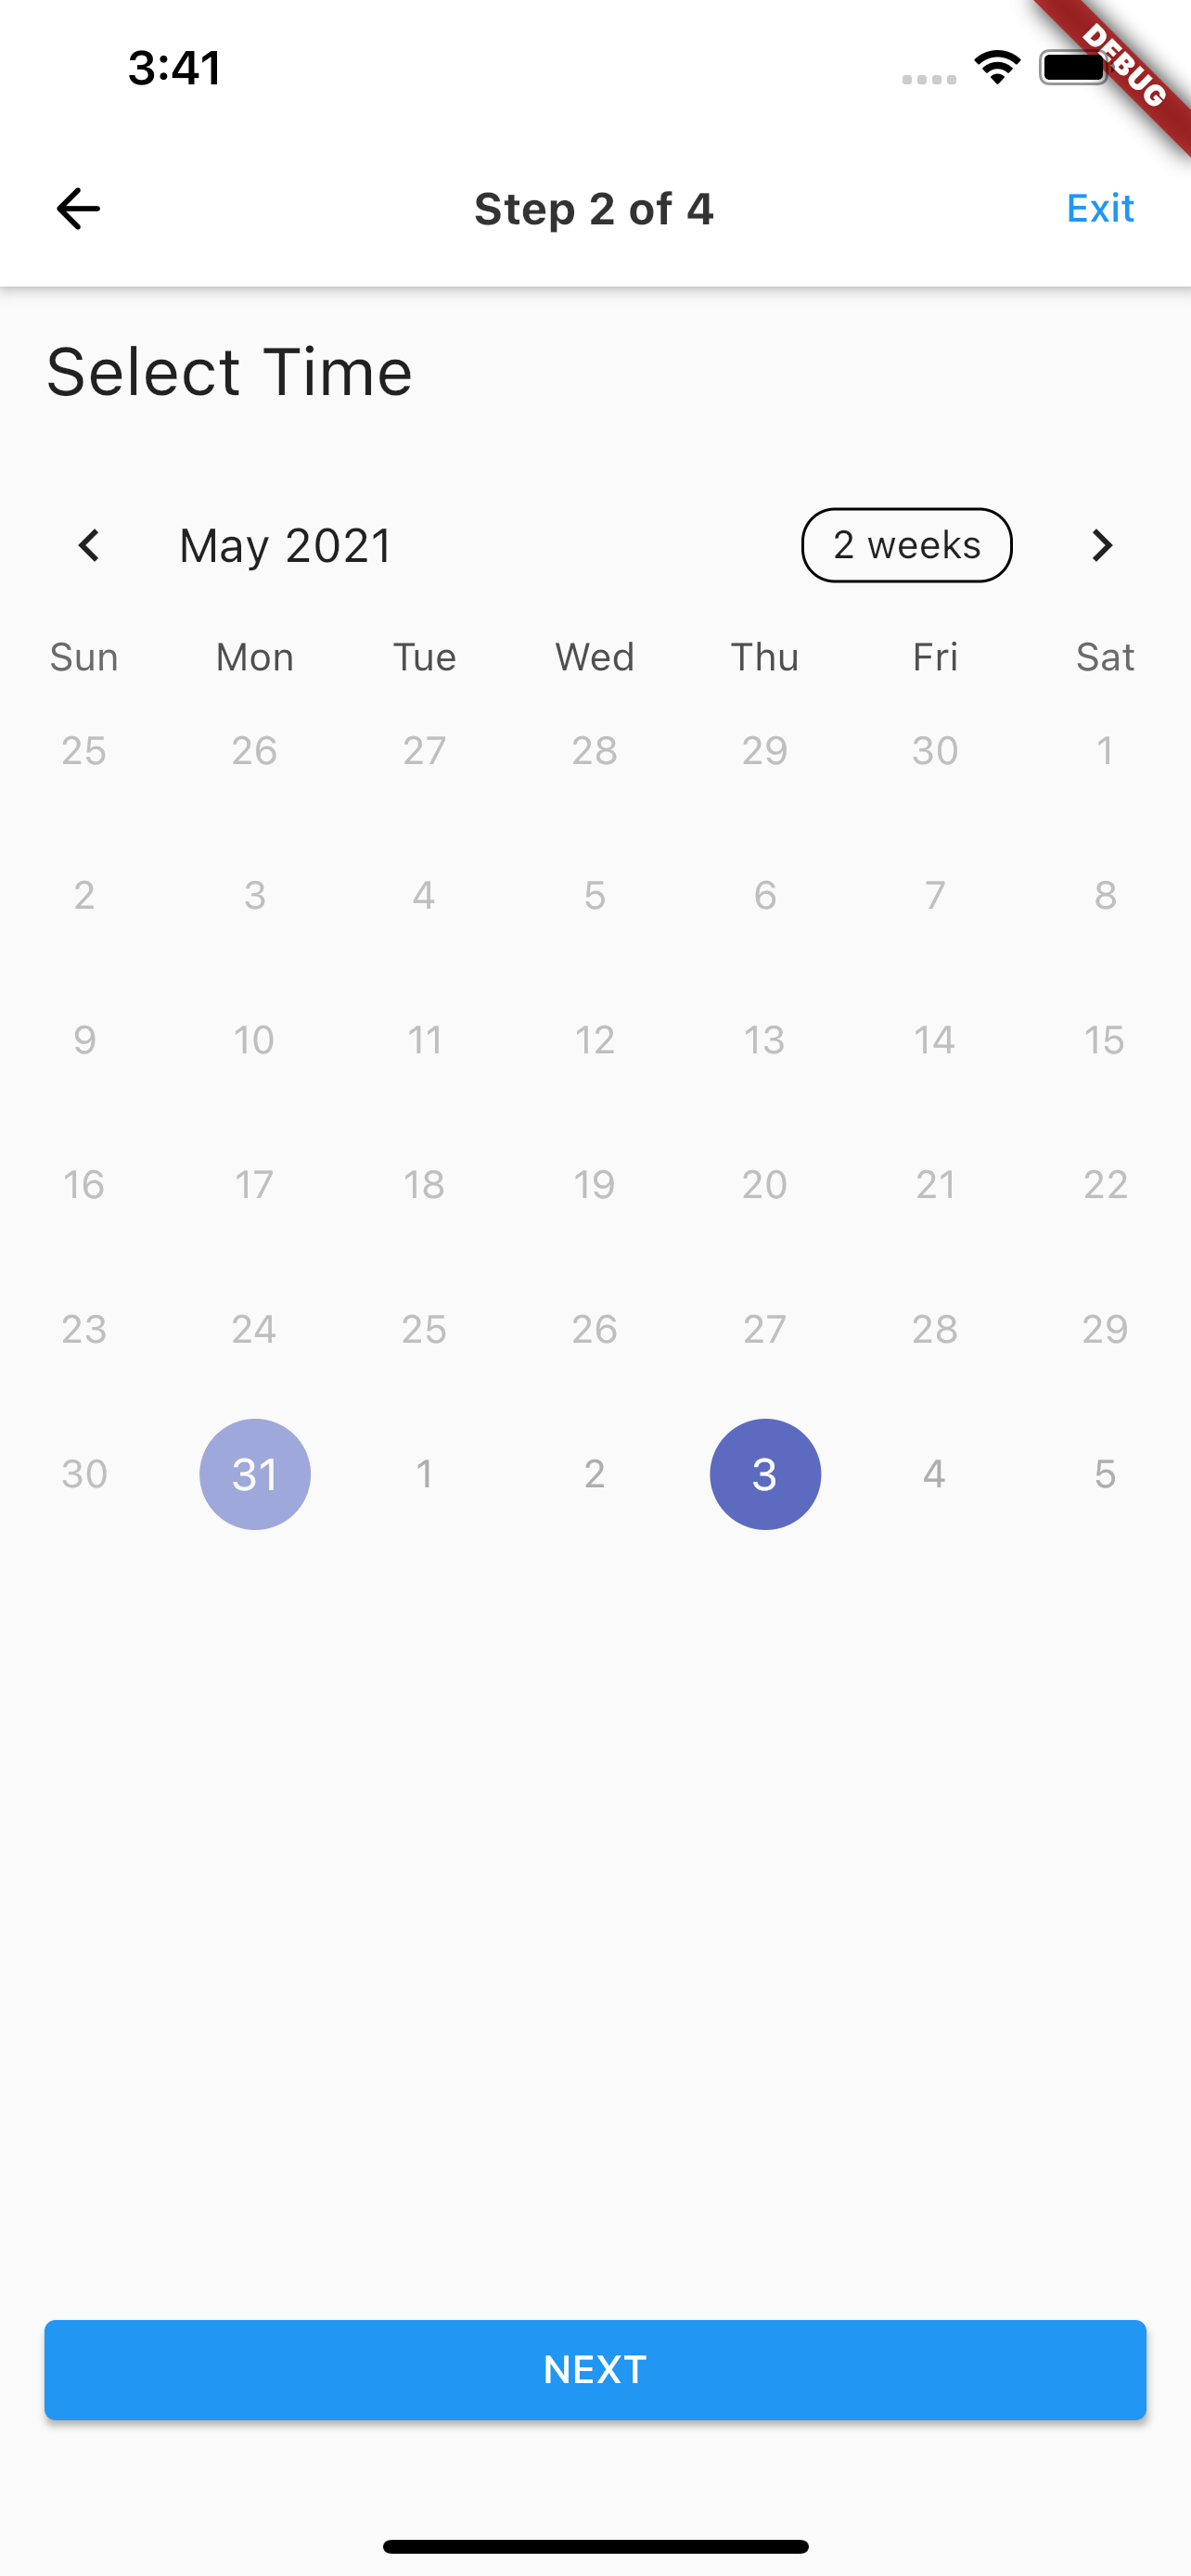 3:41
DEBUG
Step 2 of 4
Exit
Select Time
May 2021
2 weeks
Sun Mon Tue Wed Thu Fri Sat
25 26 27 28 29 30 1
2 3 4 5 6 7 8
9 10 11 12 13 14 15
16 17 18 19 20 21 22
23 24 25 26 27 28 29
30 31 1 2 3 4 5
NEXT